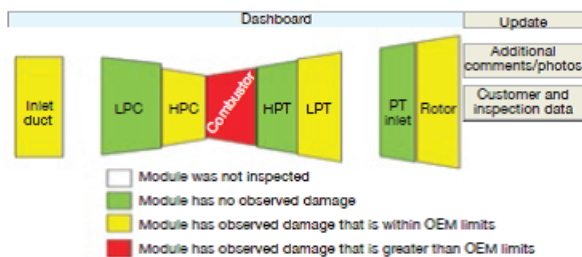 Dashboard
Update
Additional
comments/photos
Customer and
inspection data
Inlet
duct
LPC
HPC
Combustor
HPT
LPT
PT
inlet
Rotor
Module was not inspected
Module has no observed damage
Module has observed damage that is within OEM limits
Module has observed damage that is greater than OEM limits